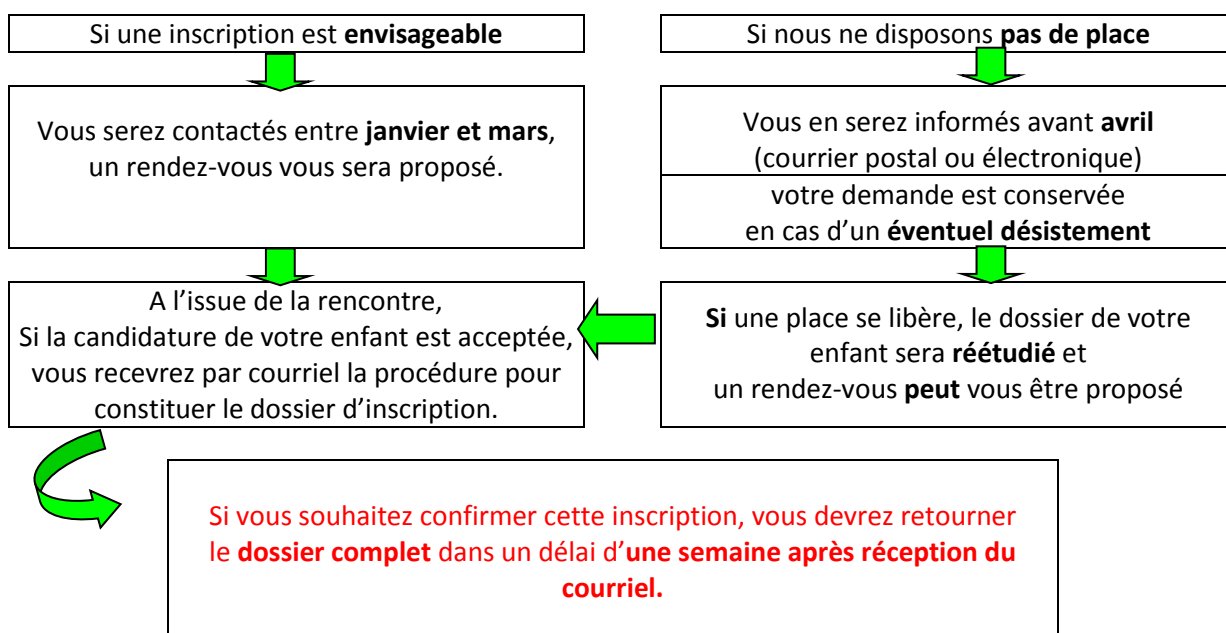 Si une inscription est envisageable
Vous serez contactés entre janvier et mars,
un rendez-vous vous sera proposé.
A l’issue de la rencontre,
Si la candidature de votre enfant est acceptée,
vous recevrez par courriel la procédure pour
constituer le dossier d’inscription.
Si nous ne disposons pas de place
Vous en serez informés avant avril
(courrier postal ou électronique)
votre demande est conservée
en cas d’un éventuel désistement
Si une place se libère, le dossier de votre
enfant sera réétudié et
un rendez-vous peut vous être proposé
Si vous souhaitez confirmer cette inscription, vous devrez retourner
le dossier complet dans un délai d’une semaine après réception du
courriel.